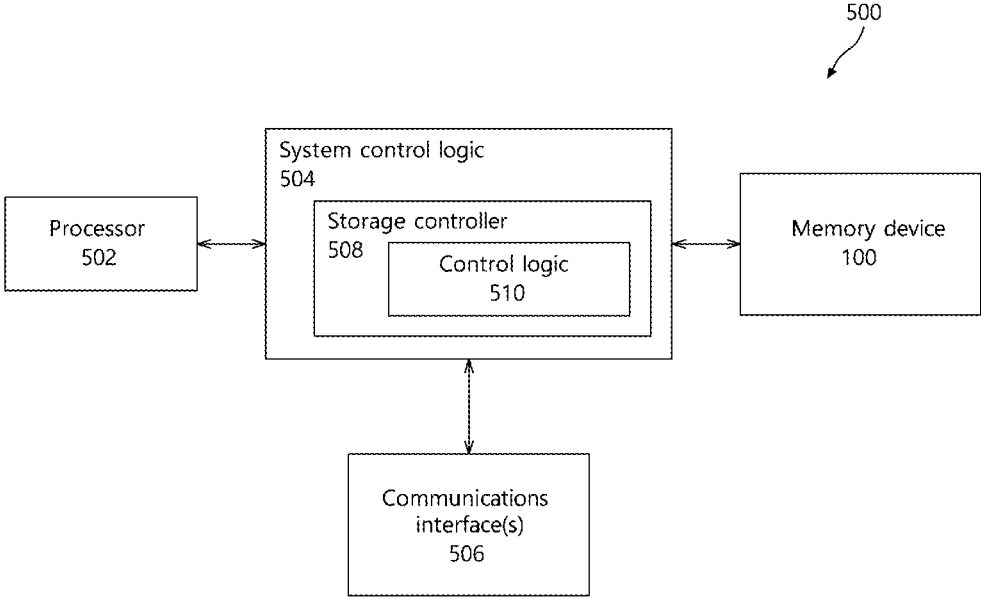 500
System control logic
504
Storage controller
508
Control logic
510
Processor
502
Memory device
100
Communications
interface(s)
506